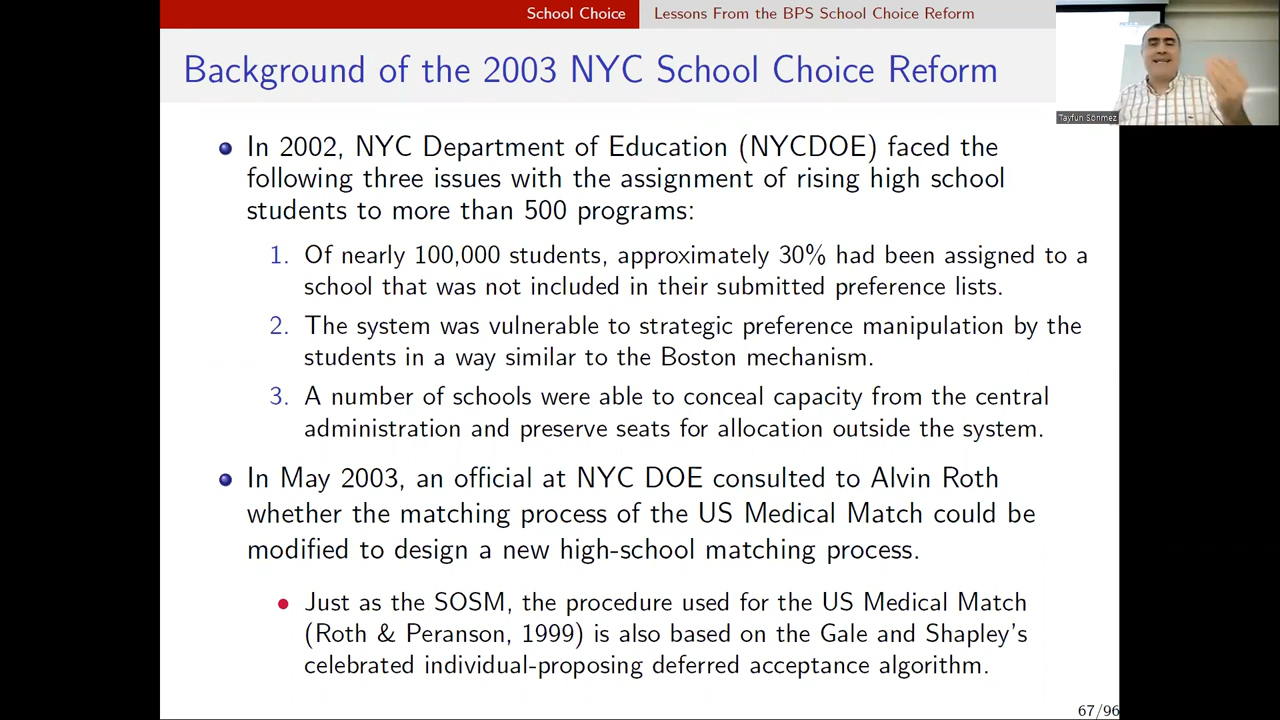 School Choice
Lessons From the BPS School Choice Reform
Background of the 2003 NYC School Choice Reform
Tayfun Sönmez
In 2002, NYC Department of Education (NYCDOE) faced the
following three issues with the assignment of rising high school
students to more than 500 programs:
1. Of nearly 100,000 students, approximately 30% had been assigned to a
school that was not included in their submitted preference lists.
2. The system was vulnerable to strategic preference manipulation by the
students in a way similar to the Boston mechanism.
3. A number of schools were able to conceal capacity from the central
administration and preserve seats for allocation outside the system.
In May 2003, an official at NYC DOE consulted to Alvin Roth
whether the matching process of the US Medical Match could be
modified to design a new high-school matching process.
Just as the SOSM, the procedure used for the US Medical Match
(Roth & Peranson, 1999) is also based on the Gale and Shapley's
celebrated individual-proposing deferred acceptance algorithm.
67/96